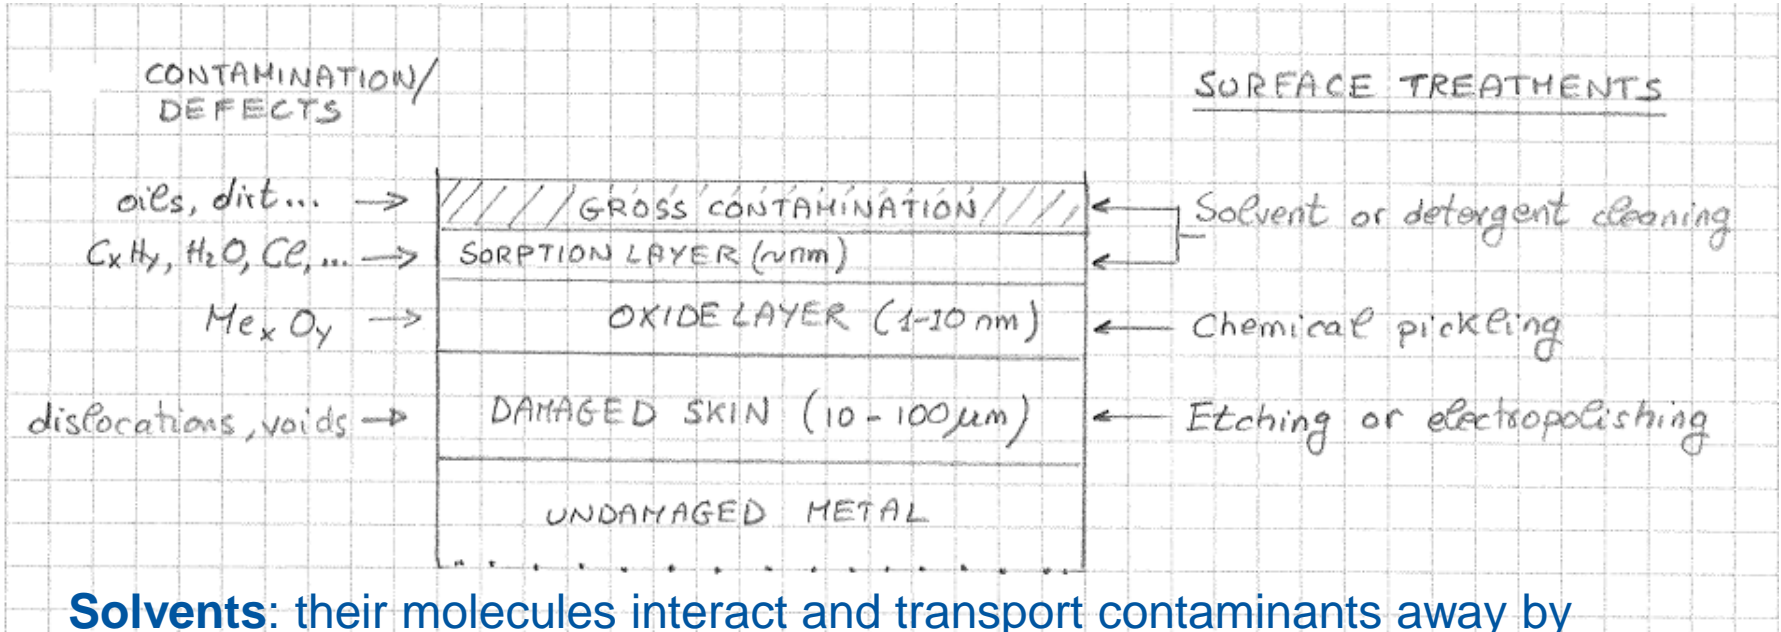 CONTAMINATION/
DEFECTS
SURFACE TREATMENTS
oils, dirt... → GROSS CONTAMINATION ← Solvent or detergent cleaning
CxHy, H2O, Cl, ... → SORPTION LAYER (~nm) ←
MexOy → OXIDE LAYER (1-10 nm) ← Chemical pickling
dislocations, voids → DAMAGED SKIN (10-100 μm) ← Etching or electropolishing
UNDAMAGED METAL
Solvents: their molecules interact and transport contaminants away by